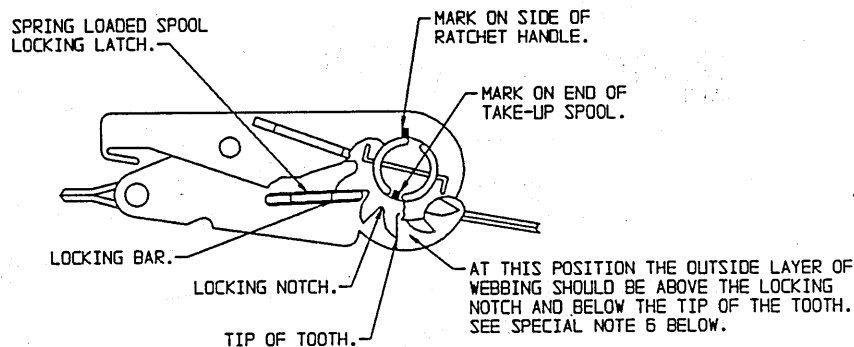 SPRING LOADED SPOOL
LOCKING LATCH.
MARK ON SIDE OF
RATCHET HANDLE.
MARK ON END OF
TAKE-UP SPOOL.
LOCKING BAR.
LOCKING NOTCH.
TIP OF TOOTH.
AT THIS POSITION THE OUTSIDE LAYER OF
WEBBING SHOULD BE ABOVE THE LOCKING
NOTCH AND BELOW THE TIP OF THE TOOTH.
SEE SPECIAL NOTE 6 BELOW.